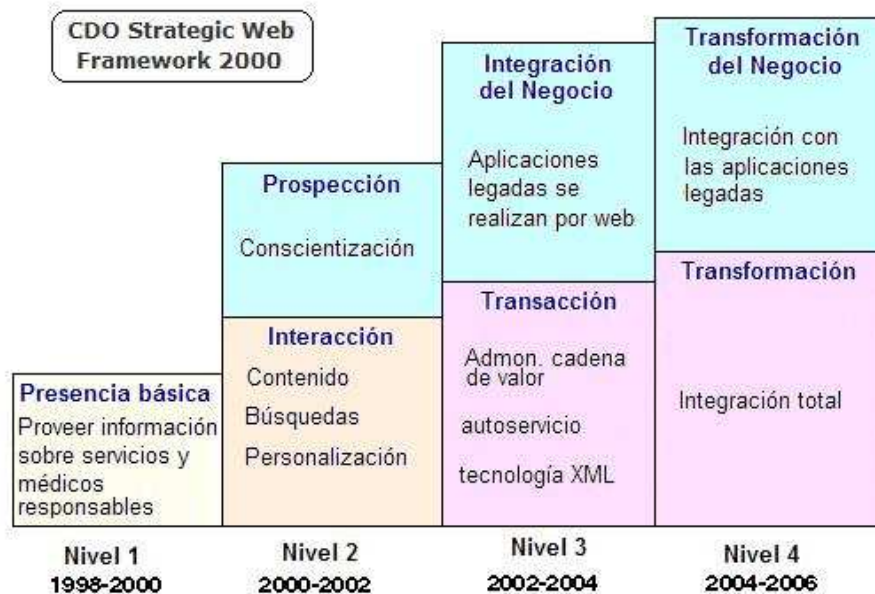 CDO Strategic Web
Framework 2000
Presencia básica
Proveer información
sobre servicios y
médicos
responsables
Nivel 1
1998-2000
Prospección
Conscientización
Interacción
Contenido
Búsquedas
Personalización
Nivel 2
2000-2002
Integración
del Negocio
Aplicaciones
legadas se
realizan por web
Transacción
Admon. cadena
de valor
autoservicio
tecnología XML
Nivel 3
2002-2004
Transformación
del Negocio
Integración con
las aplicaciones
legadas
Transformación
Integración total
Nivel 4
2004-2006